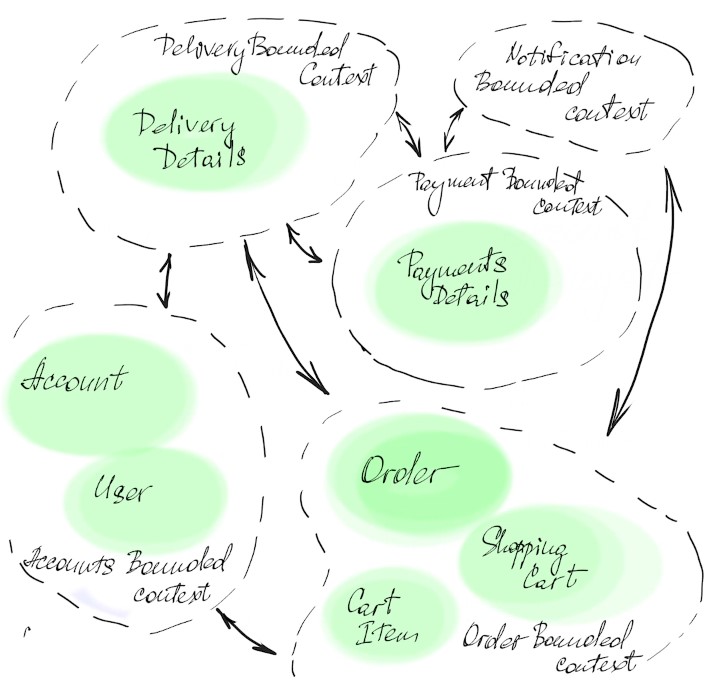 Delivery Bounded
Context
Delivery
Details
Notification
Bounded
context
Payment Bounded
context
Payments
Details
Account
User
Accounts Bounded
context
Order
Shopping
Cart
Cart
Item
Order Bounded
context